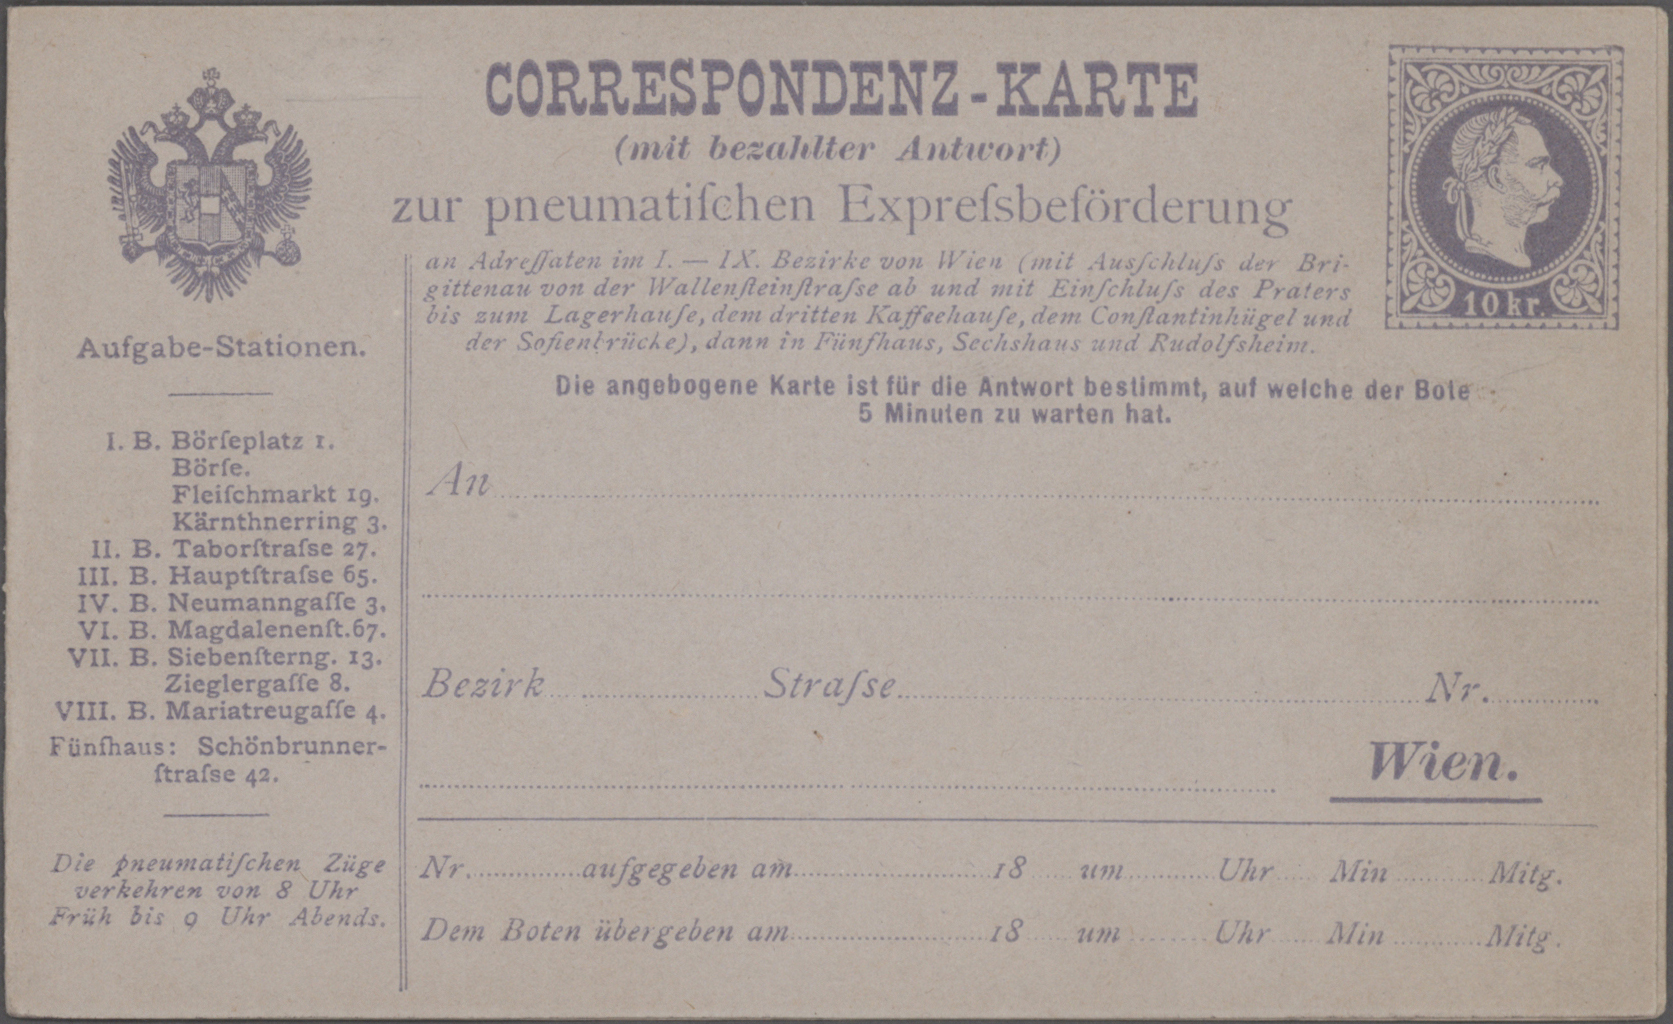 CORRESPONDENZ-KARTE
(mit bezahlter Antwort)
zur pneumatiſchen Expreſsbeförderung
an Adreſſaten im I. — IX. Bezirke von Wien (mit Ausſchluſs der Bri-
gittenau von der Wallenſteinſtraſse ab und mit Einſchluſs des Praters
bis zum Lagerhauſe, dem dritten Kaffeehauſe, dem Conſtantinhügel und
der Sofienbrücke), dann in Fünfhaus, Sechshaus und Rudolfsheim.
Die angebogene Karte ist für die Antwort bestimmt, auf welche der Bote
5 Minuten zu warten hat.
10 kr.
Aufgabe-Stationen.
I. B. Börſeplatz 1.
Börſe.
Fleiſchmarkt 19.
Kärnthnerring 3.
II. B. Taborſtraſse 27.
III. B. Hauptſtraſse 65.
IV. B. Neumanngaſſe 3.
VI. B. Magdalenenſt. 67.
VII. B. Siebenſterng. 13.
Zieglergaſſe 8.
VIII. B. Mariatreugaſſe 4.
Fünfhaus: Schönbrunner-
ſtraſse 42.
Die pneumatiſchen Züge
verkehren von 8 Uhr
Früh bis 9 Uhr Abends.
An
Bezirk Straſse Nr.
Wien.
Nr. aufgegeben am 18 um Uhr Min Mitg.
Dem Boten übergeben am 18 um Uhr Min Mitg.